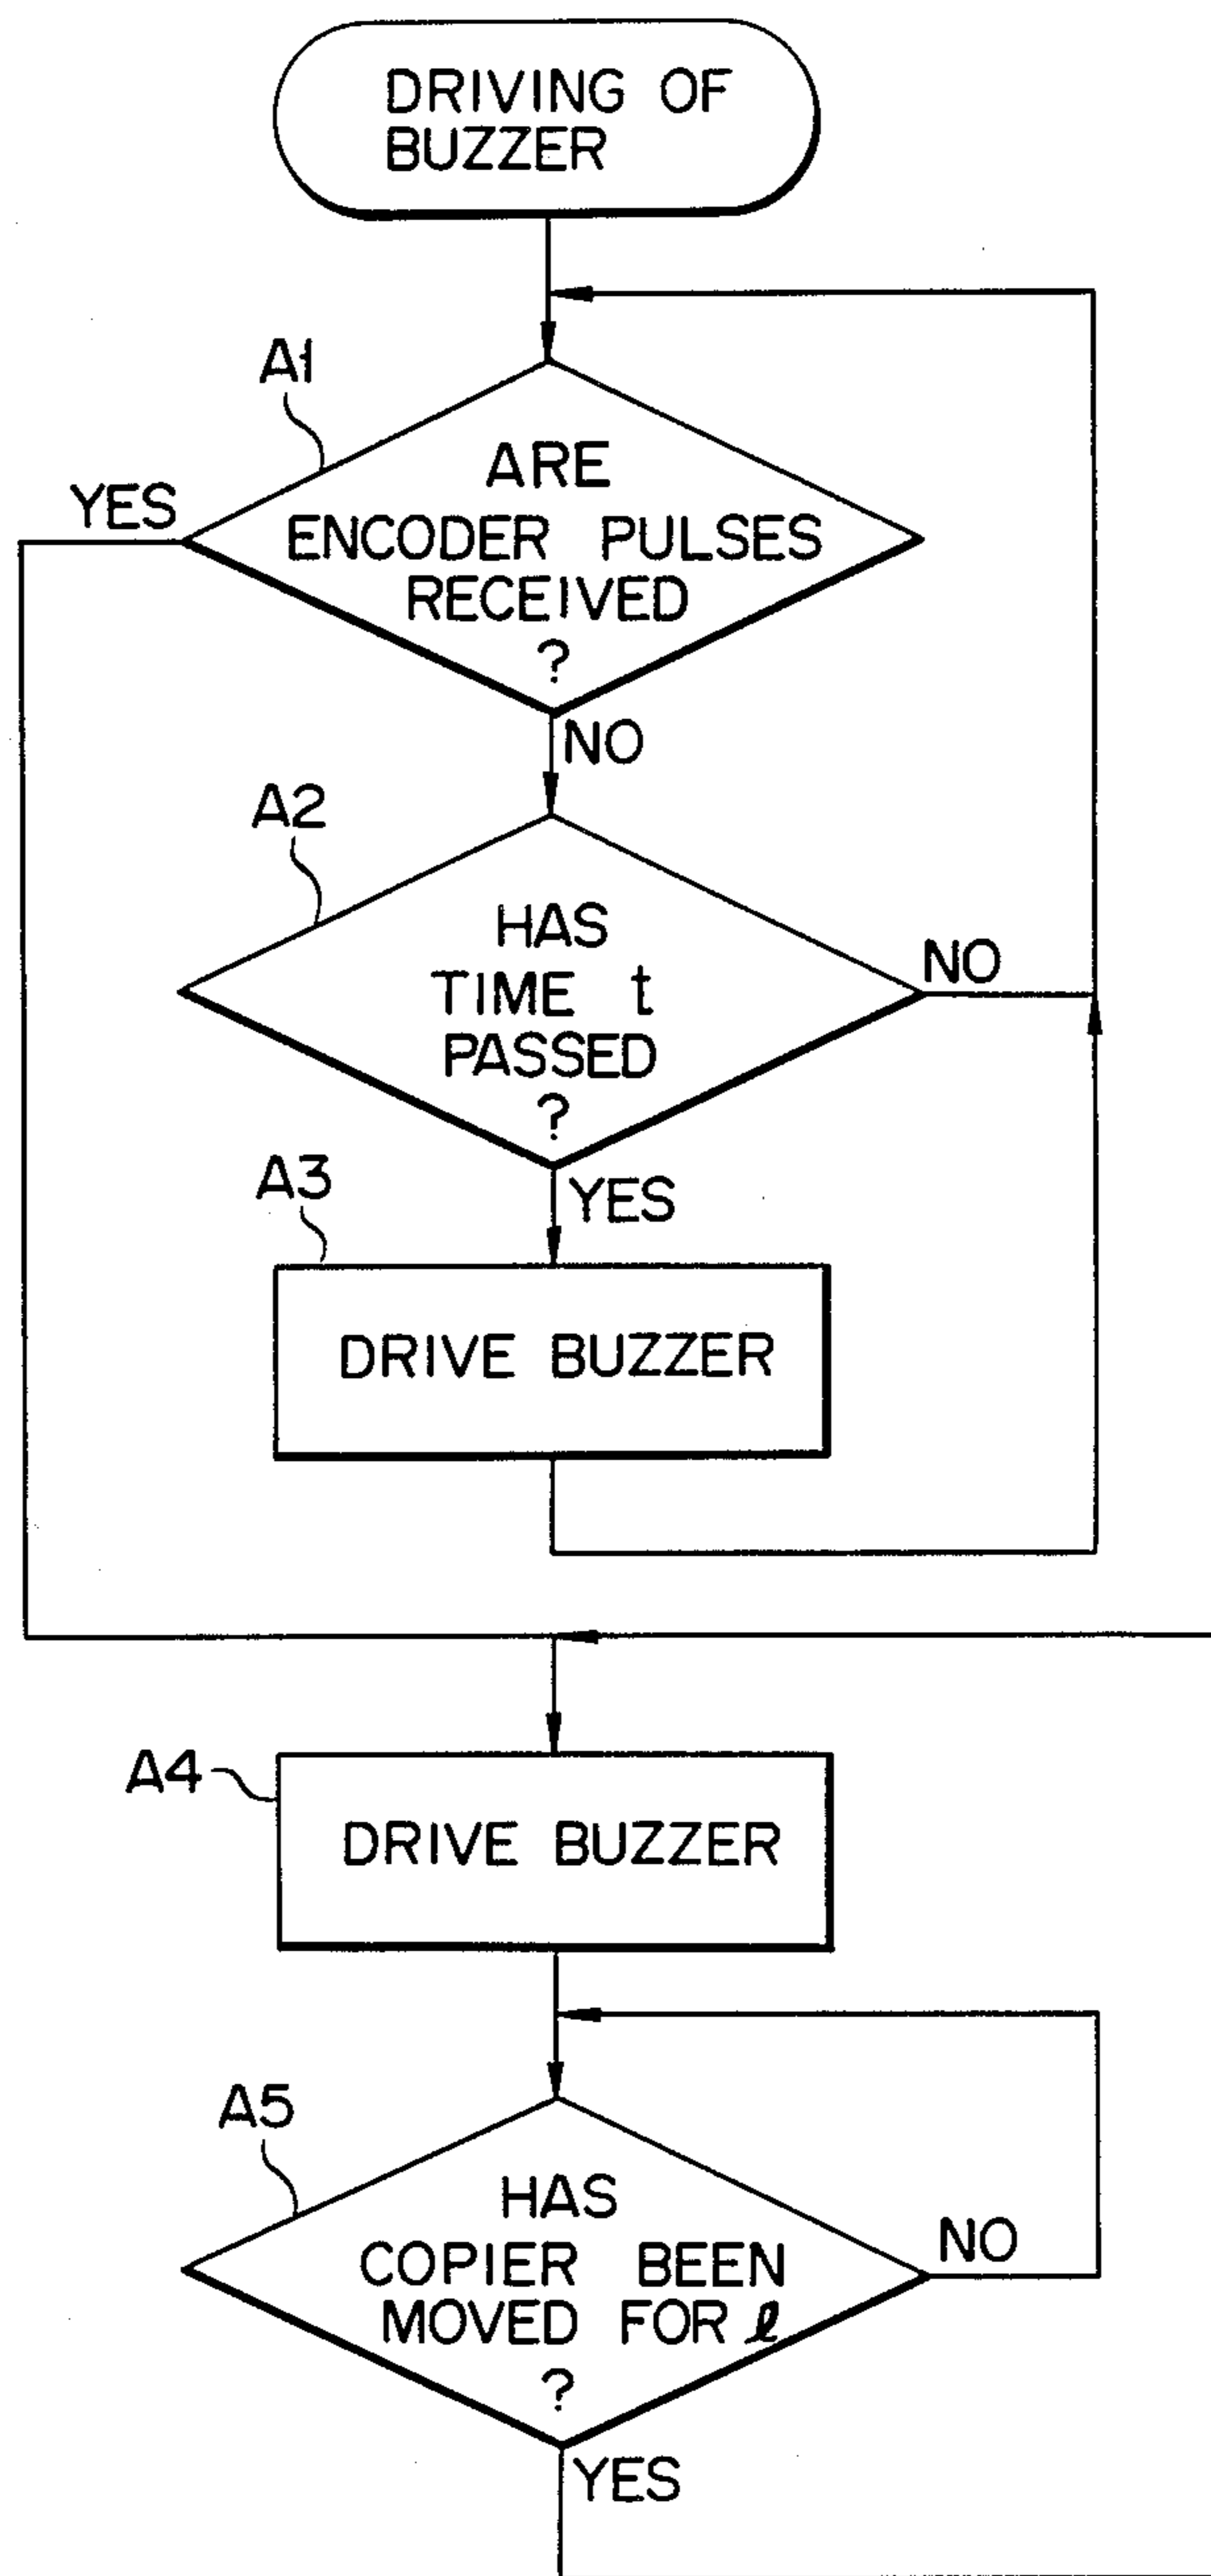 DRIVING OF
BUZZER
A1
ARE
YES
ENCODER PULSES
RECEIVED
?
NO
A2
HAS
NO
TIME t
PASSED
?
YES
A3
DRIVE BUZZER
A4
DRIVE BUZZER
A5
HAS
NO
COPIER BEEN
MOVED FOR ℓ
?
YES